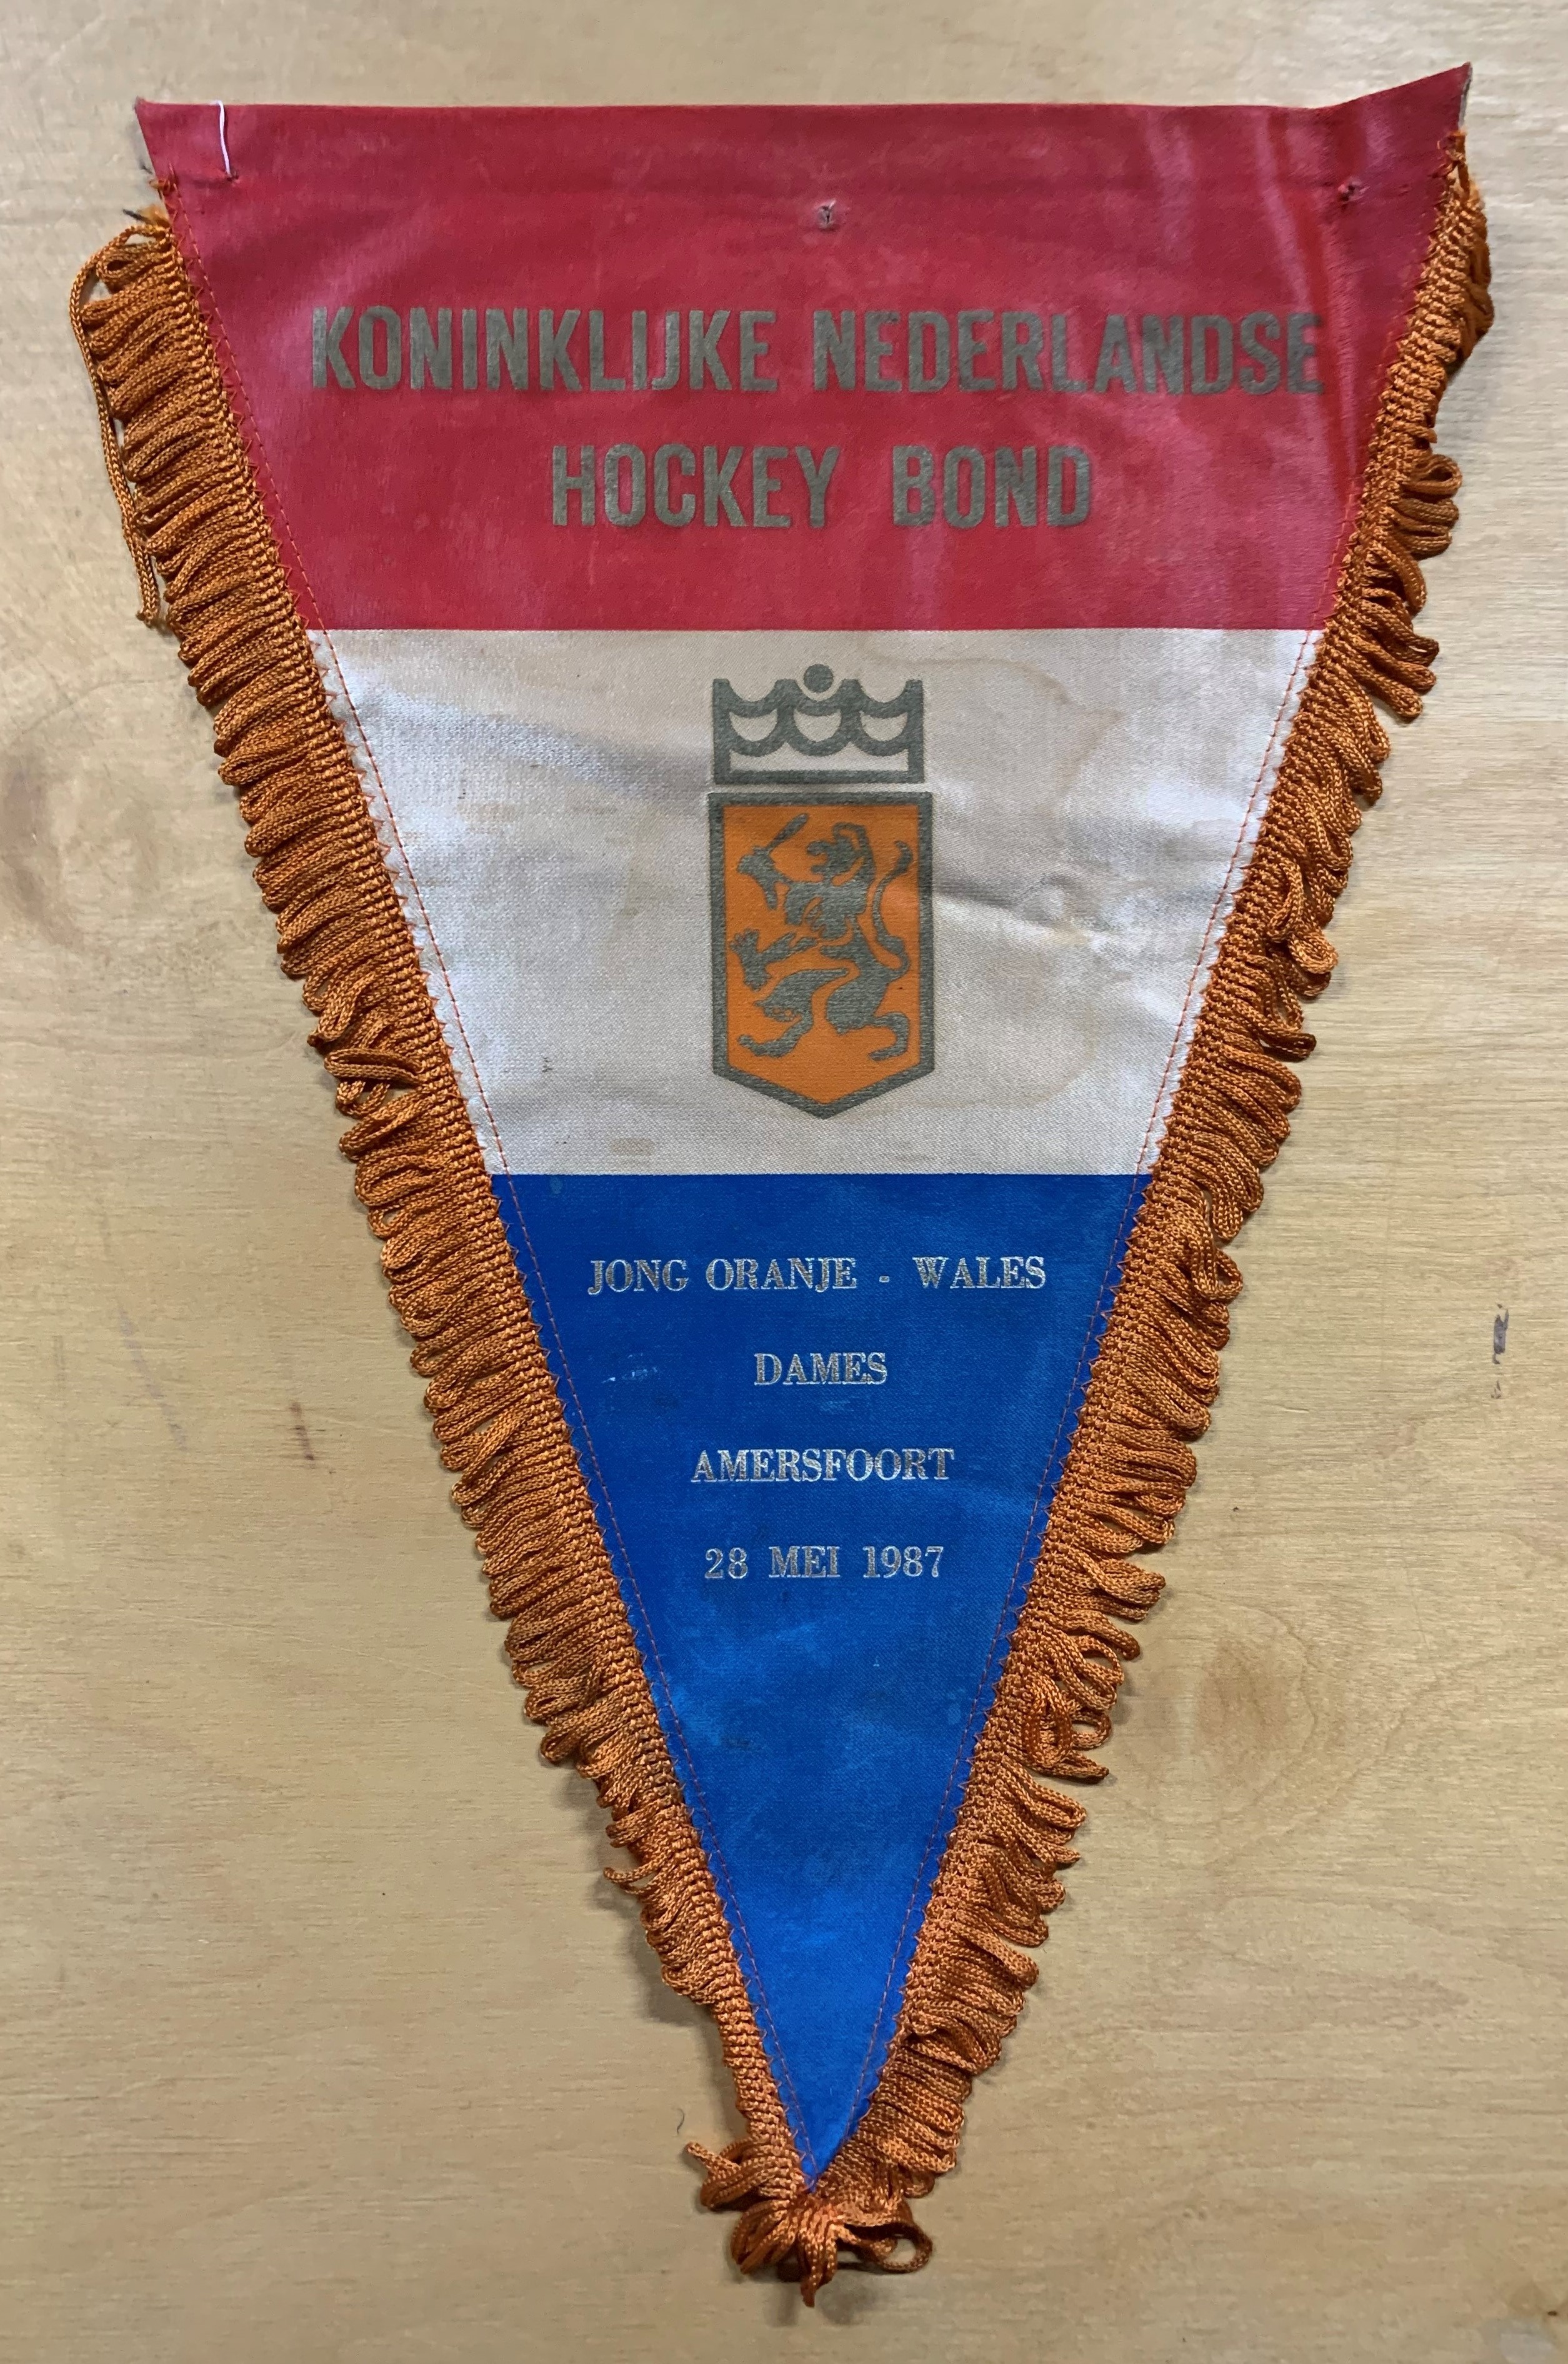 KONINKLIJKE NEDERLANDSE
HOCKEY BOND
JONG ORANJE - WALES
DAMES
AMERSFOORT
28 MEI 1987